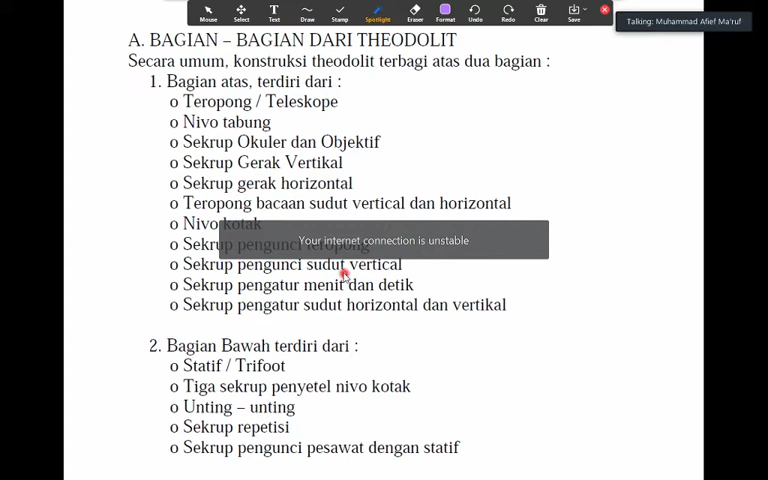 Mouse Select Text Draw Stamp Spotlight Eraser Format Undo Redo Clear Save
Talking: Muhammad Afief Ma'ruf
A. BAGIAN – BAGIAN DARI THEODOLIT
Secara umum, konstruksi theodolit terbagi atas dua bagian :
1. Bagian atas, terdiri dari :
o Teropong / Teleskope
o Nivo tabung
o Sekrup Okuler dan Objektif
o Sekrup Gerak Vertikal
o Sekrup gerak horizontal
o Teropong bacaan sudut vertical dan horizontal
o Nivo kotak
Your internet connection is unstable
o Sekrup pengunci teropong
o Sekrup pengunci sudut vertical
o Sekrup pengatur menit dan detik
o Sekrup pengatur sudut horizontal dan vertikal
2. Bagian Bawah terdiri dari :
o Statif / Trifoot
o Tiga sekrup penyetel nivo kotak
o Unting – unting
o Sekrup repetisi
o Sekrup pengunci pesawat dengan statif